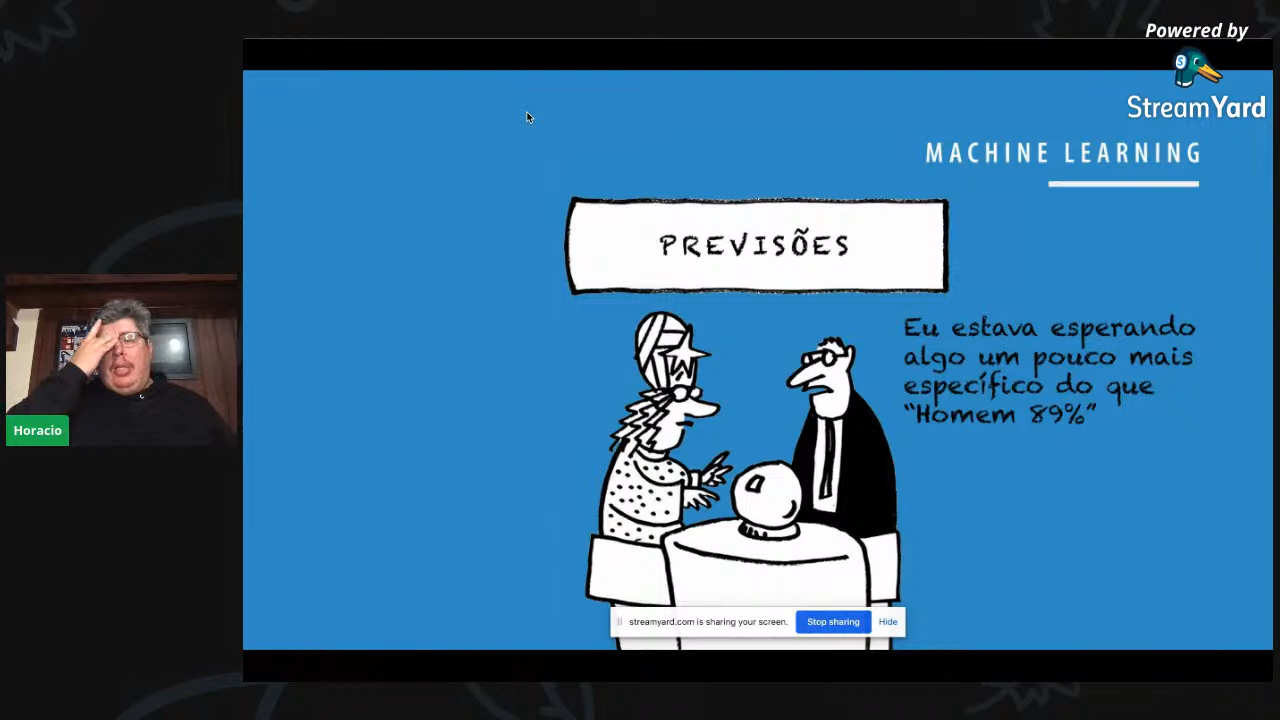 Powered by
StreamYard
MACHINE LEARNING
PREVISÕES
Eu estava esperando
algo um pouco mais
específico do que
“Homem 89%”
Horacio
streamyard.com is sharing your screen.
Stop sharing
Hide